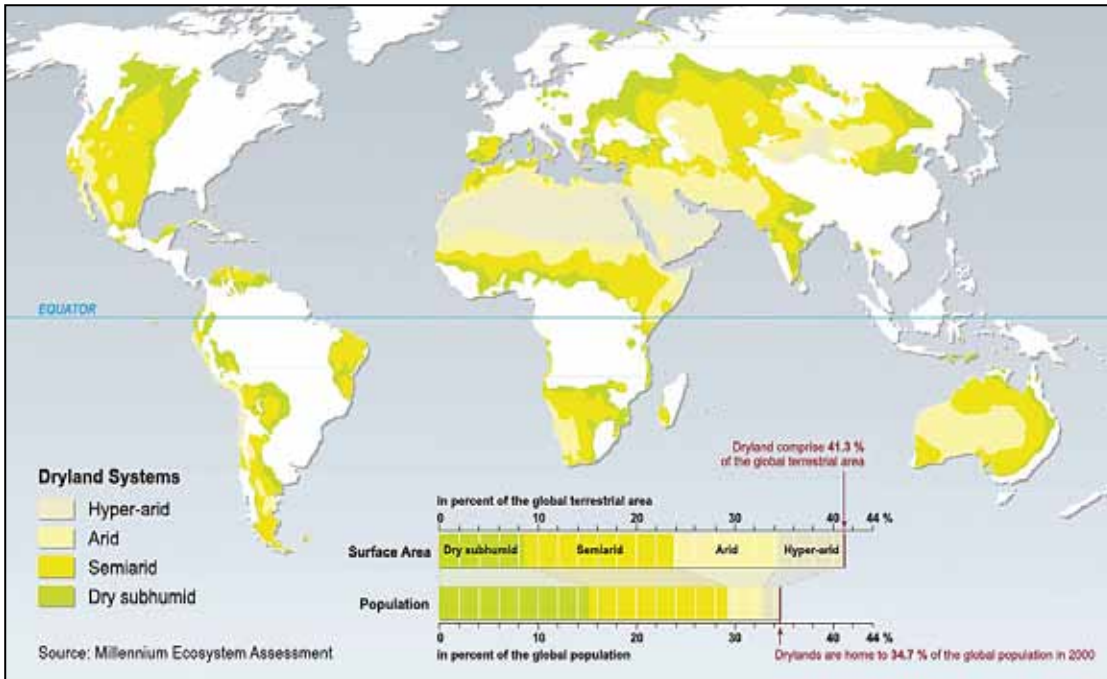 EQUATOR
Dryland comprise 41.3 %
of the global terrestrial area
Dryland Systems
Hyper-arid
Arid
Semiarid
Dry subhumid
in percent of the global terrestrial area
0 10 20 30 40 44 %
Surface Area
Dry subhumid Semiarid Arid Hyper-arid
Population
0 10 20 30 40 44 %
in percent of the global population
Drylands are home to 34.7 % of the global population in 2000
Source: Millennium Ecosystem Assessment